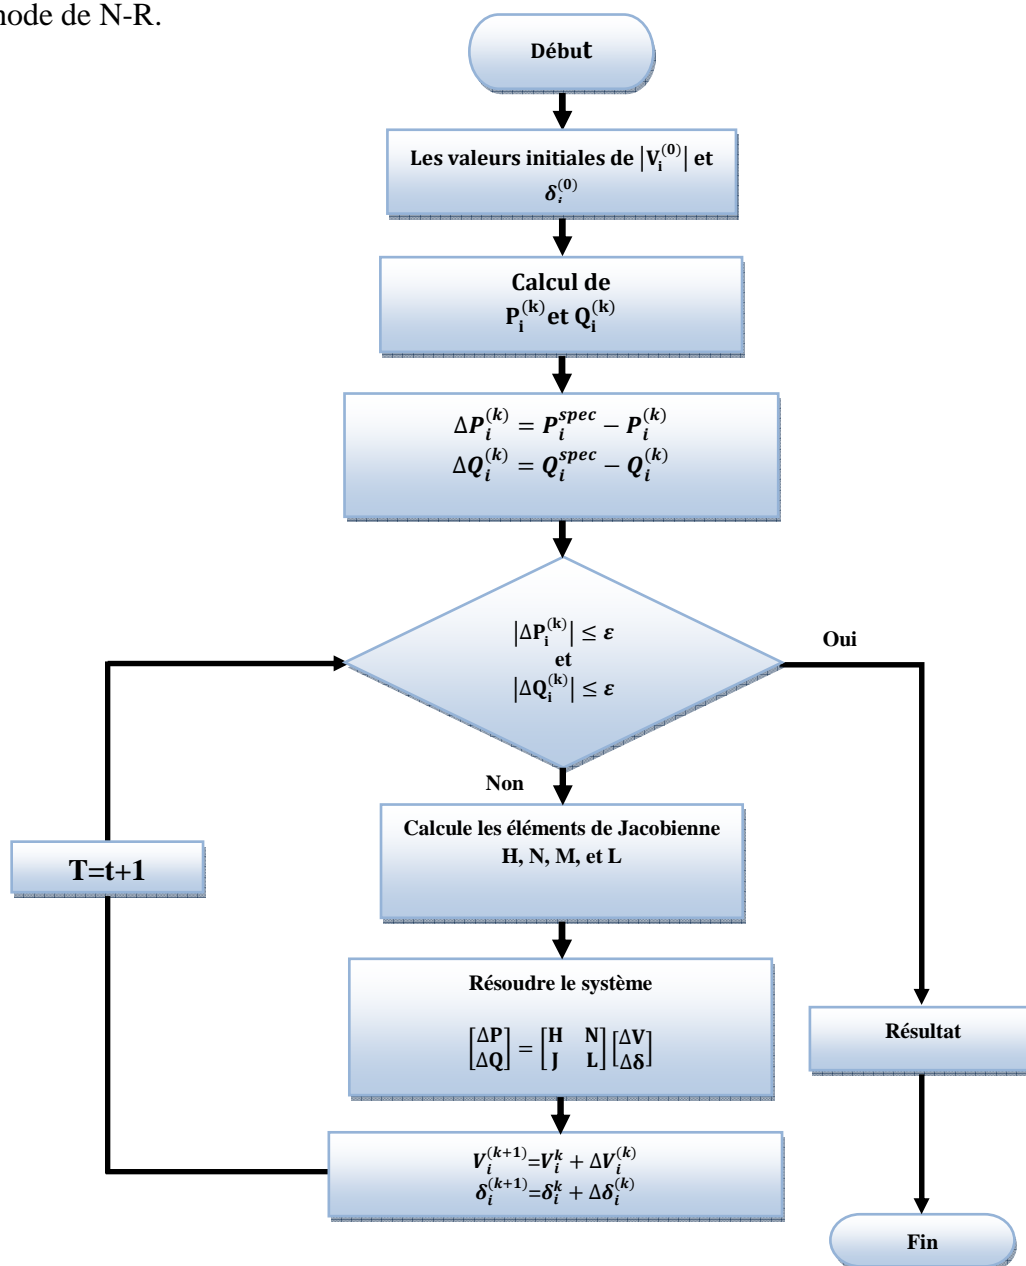 node de N-R.
Début
Les valeurs initiales de |V_i^(0)| et
δ_i^(0)
Calcul de
P_i^(k) et Q_i^(k)
ΔP_i^(k) = P_i^spec − P_i^(k)
ΔQ_i^(k) = Q_i^spec − Q_i^(k)
|ΔP_i^(k)| ≤ ε
et
|ΔQ_i^(k)| ≤ ε
Oui
Non
Calcule les éléments de Jacobienne
H, N, M, et L
T=t+1
Résoudre le système
[ΔP] = [H N] [ΔV]
[ΔQ] [J L] [Δδ]
Résultat
V_i^(k+1)=V_i^k + ΔV_i^(k)
δ_i^(k+1)=δ_i^k + Δδ_i^(k)
Fin